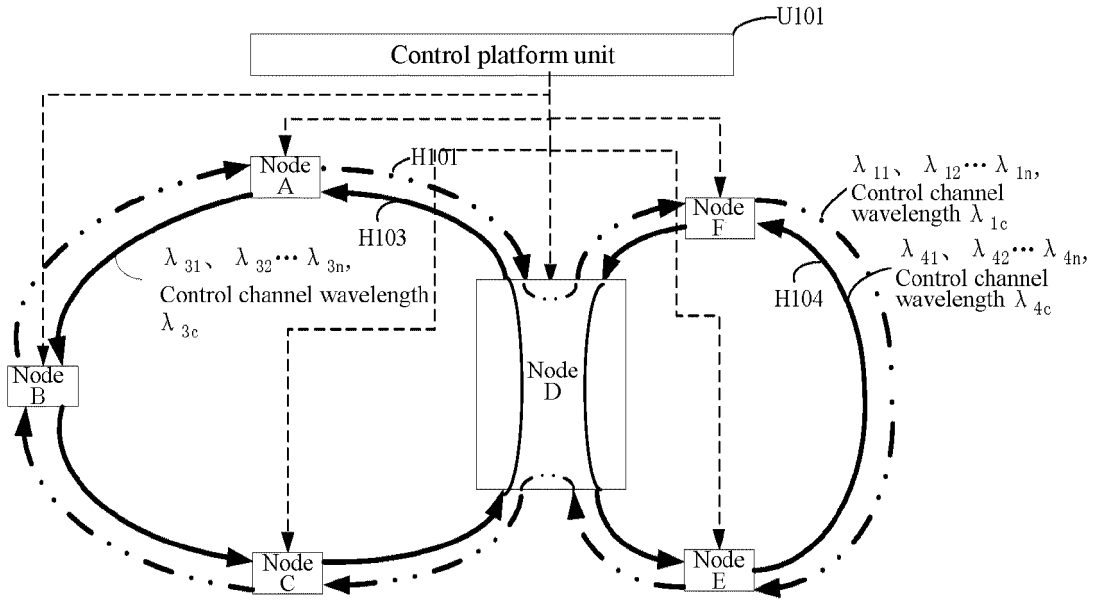 U101
Control platform unit
Node
A
H101
H103
Node
F
λ11、 λ12…λ1n,
Control channel
wavelength λ1c
λ41、 λ42…λ4n,
Control channel
wavelength λ4c
H104
λ31、 λ32…λ3n,
Control channel wavelength
λ3c
Node
B
Node
D
Node
C
Node
E